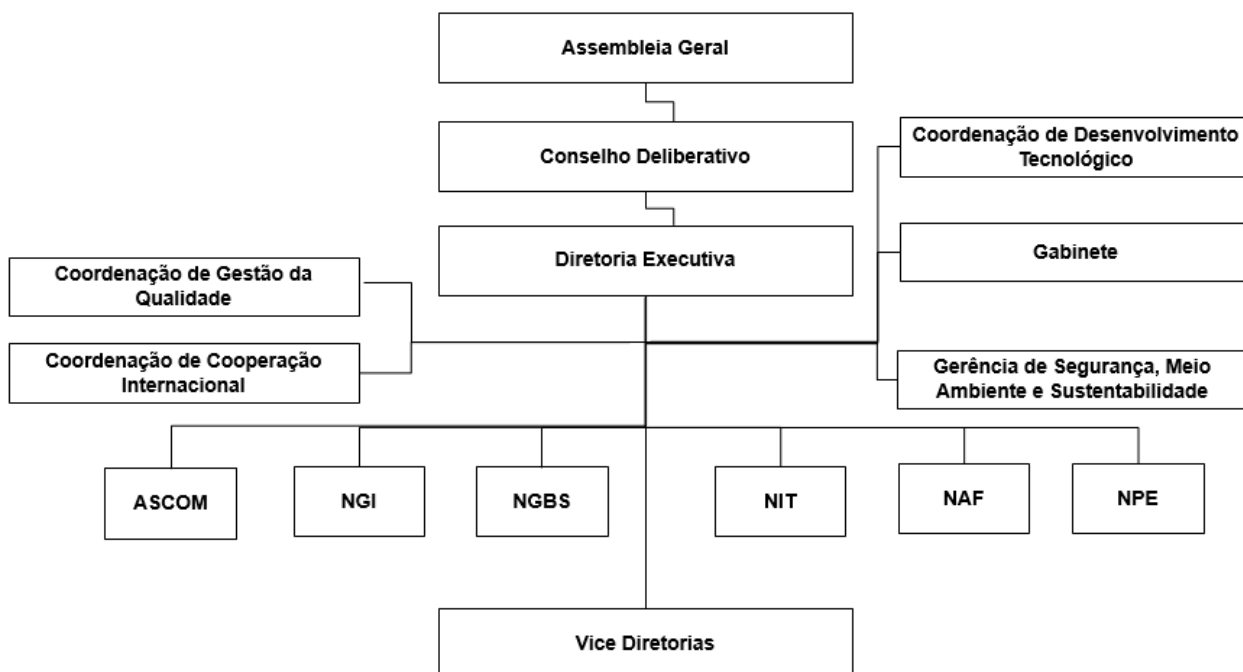 Assembleia Geral
Conselho Deliberativo
Coordenação de Desenvolvimento
Tecnológico
Diretoria Executiva
Gabinete
Coordenação de Gestão da
Qualidade
Coordenação de Cooperação
Internacional
Gerência de Segurança, Meio
Ambiente e Sustentabilidade
ASCOM
NGI
NGBS
NIT
NAF
NPE
Vice Diretorias